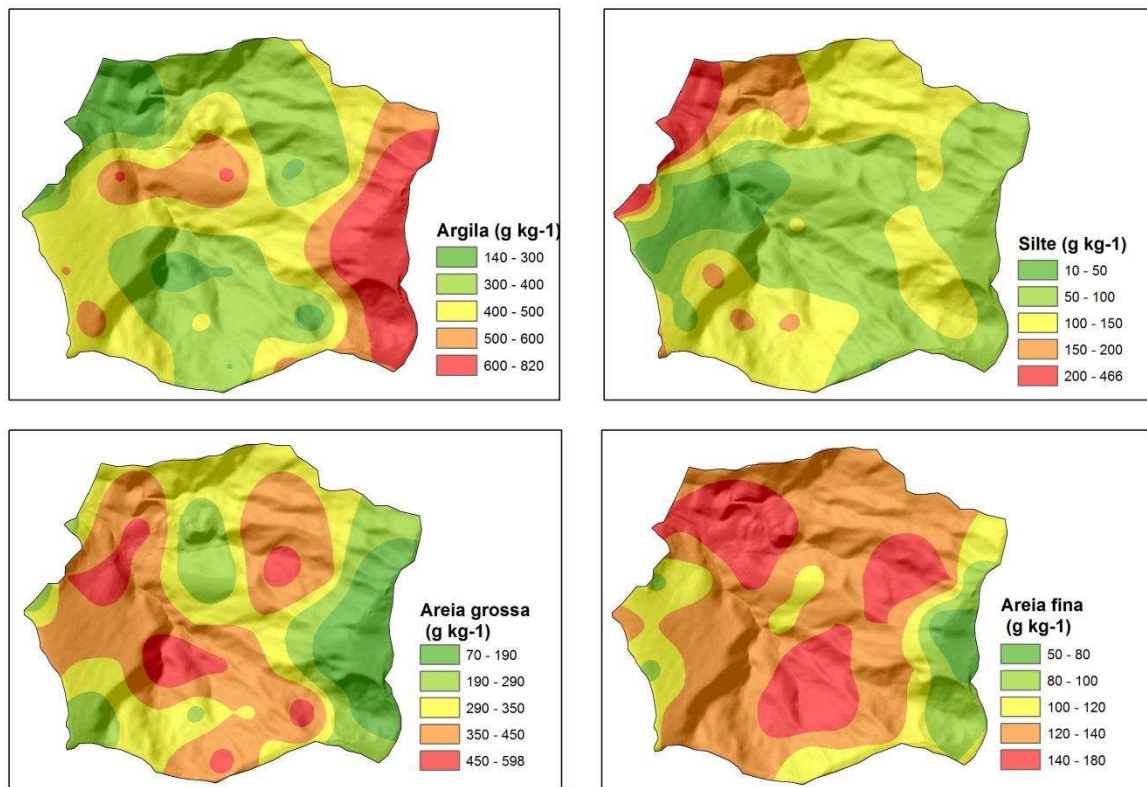 Argila (g kg-1)
140 - 300
300 - 400
400 - 500
500 - 600
600 - 820
Silte (g kg-1)
10 - 50
50 - 100
100 - 150
150 - 200
200 - 466
Areia grossa
(g kg-1)
70 - 190
190 - 290
290 - 350
350 - 450
450 - 598
Areia fina
(g kg-1)
50 - 80
80 - 100
100 - 120
120 - 140
140 - 180